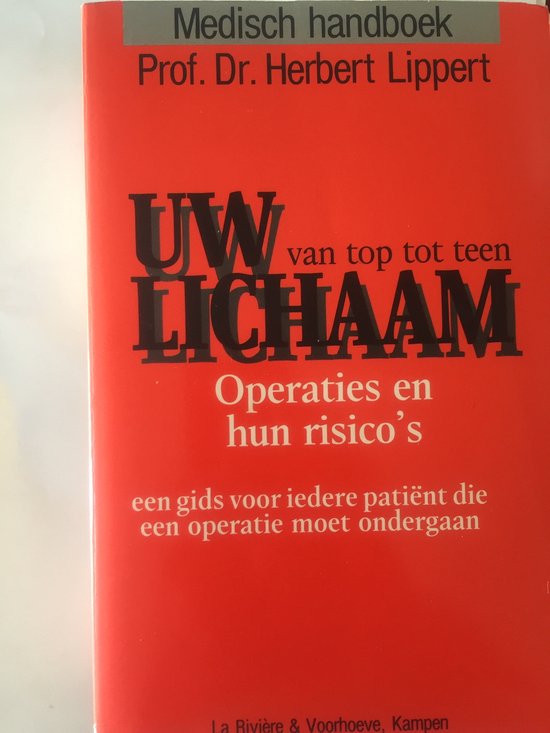 Medisch handboek
Prof. Dr. Herbert Lippert
UW van top tot teen
LICHAAM
Operaties en
hun risico's
een gids voor iedere patiënt die
een operatie moet ondergaan
La Rivière & Voorhoeve, Kampen